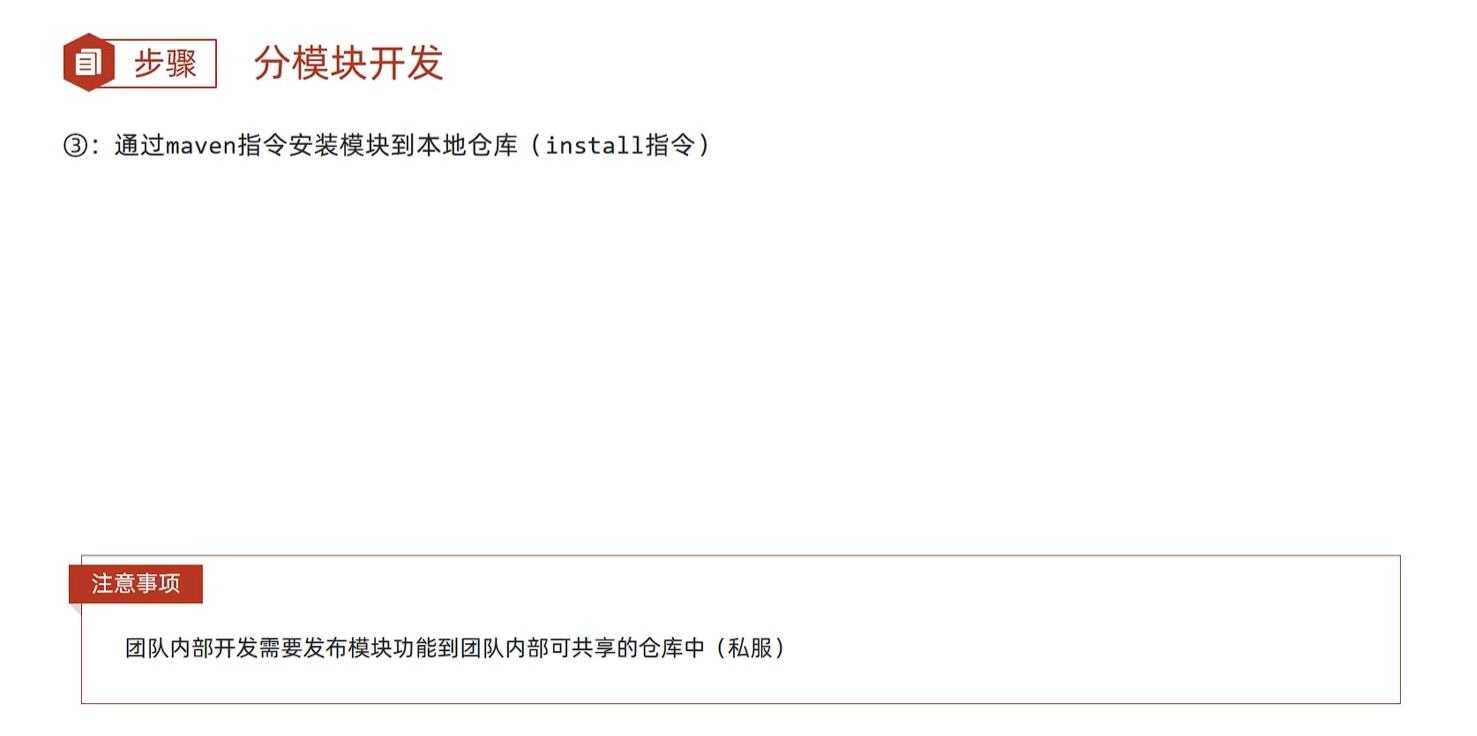 步骤 分模块开发
③：通过maven指令安装模块到本地仓库（install指令）
注意事项
团队内部开发需要发布模块功能到团队内部可共享的仓库中（私服）